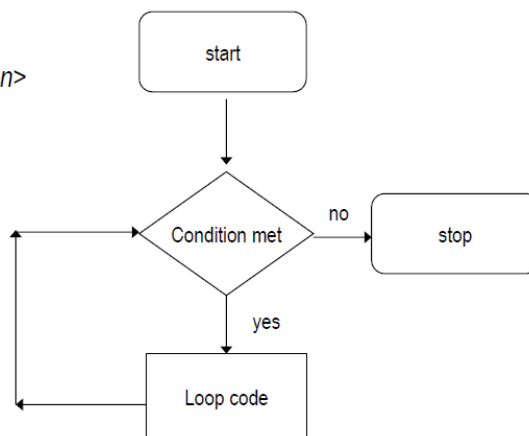 start
n>
Condition met
no
stop
yes
Loop code